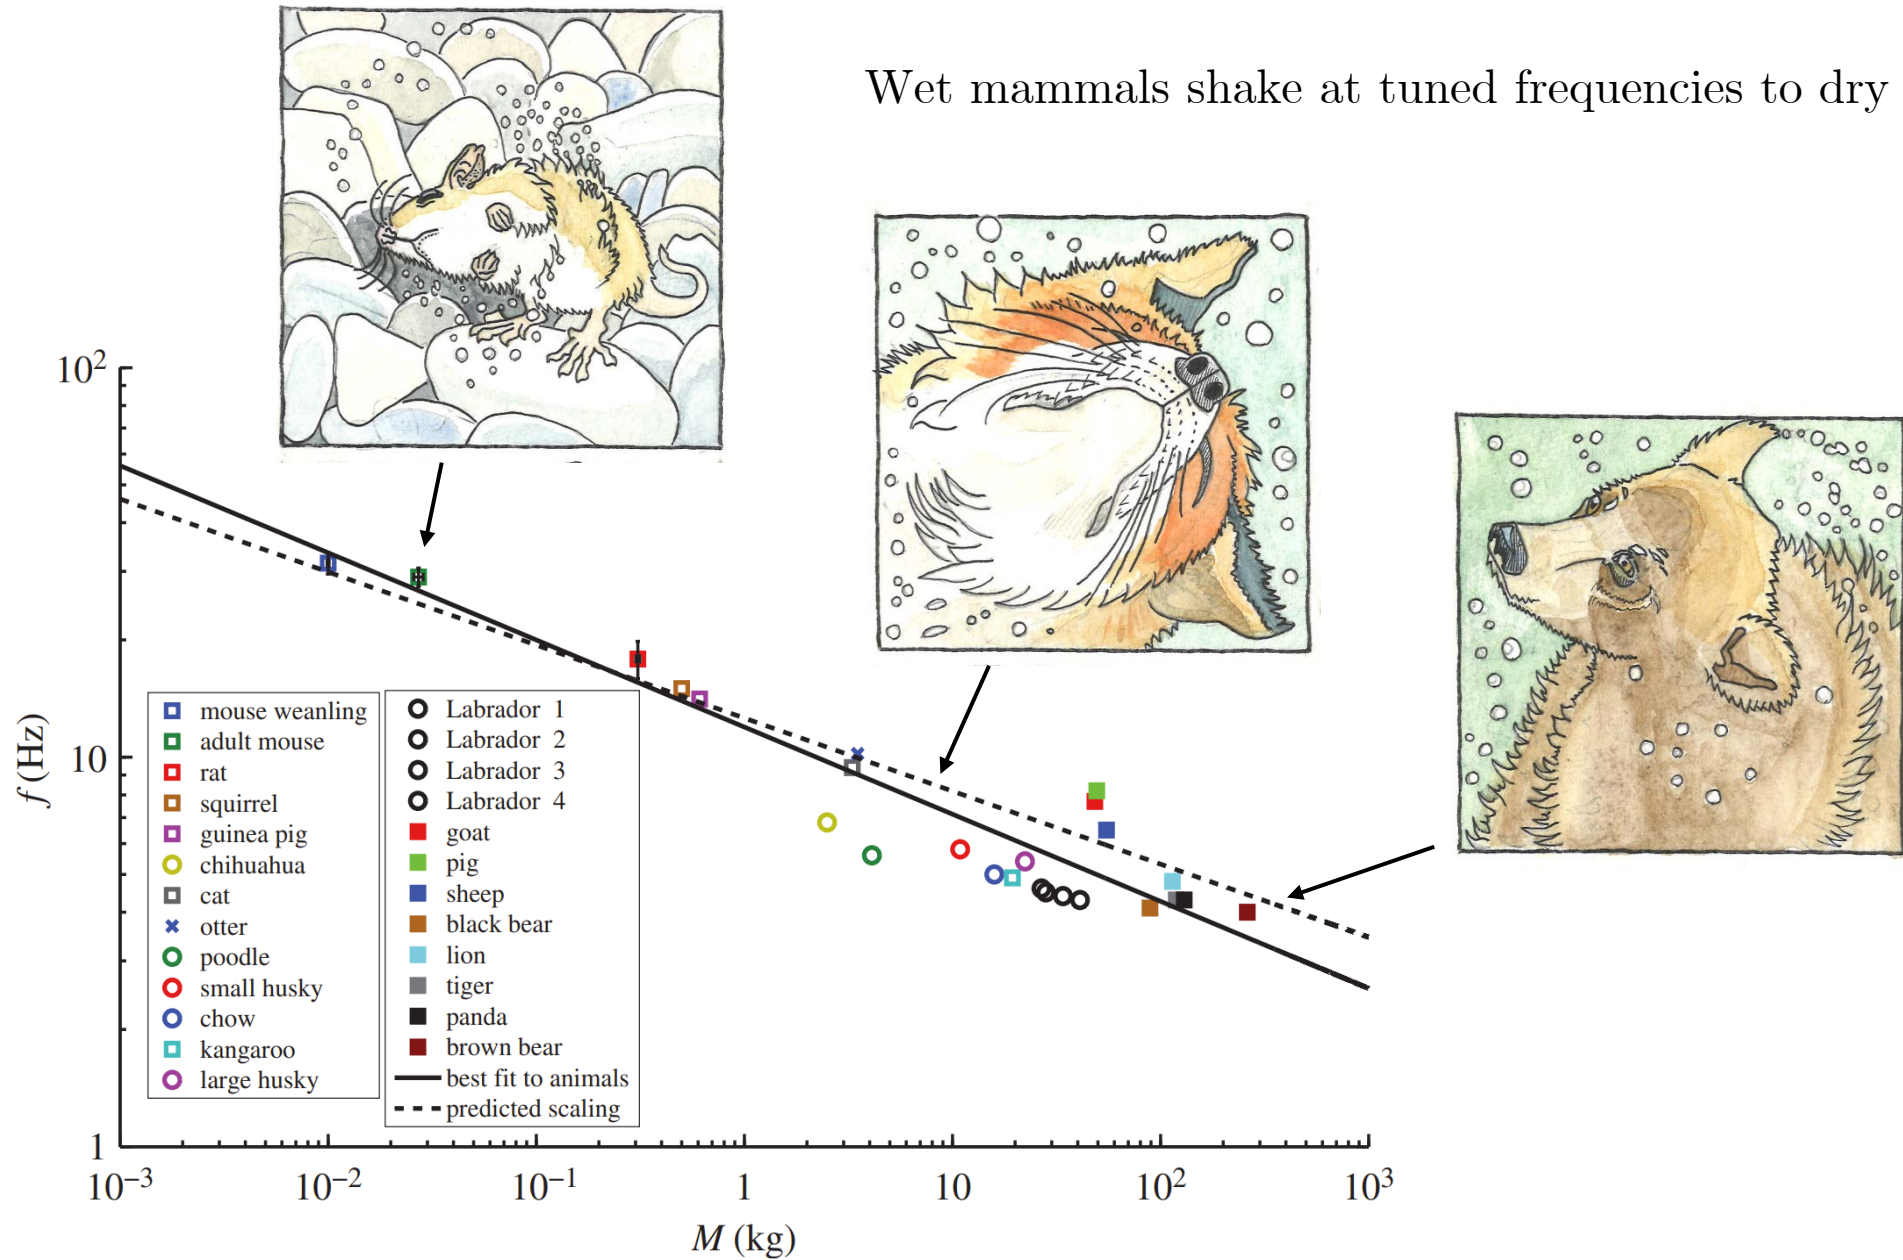 Wet mammals shake at tuned frequencies to dry
10²
10
1
f (Hz)
mouse weanling
adult mouse
rat
squirrel
guinea pig
chihuahua
cat
otter
poodle
small husky
chow
kangaroo
large husky
Labrador 1
Labrador 2
Labrador 3
Labrador 4
goat
pig
sheep
black bear
lion
tiger
panda
brown bear
best fit to animals
predicted scaling
10⁻³ 10⁻² 10⁻¹ 1 10 10² 10³
M (kg)